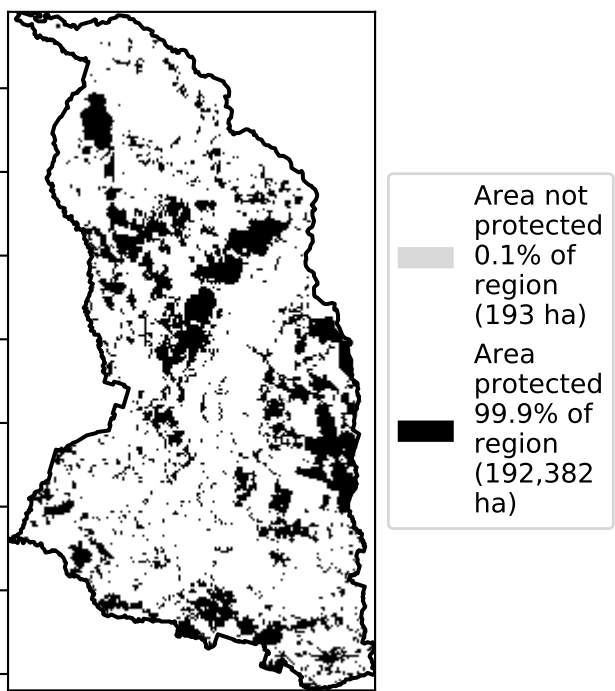 Area not
protected
0.1% of
region
(193 ha)
Area
protected
99.9% of
region
(192,382
ha)